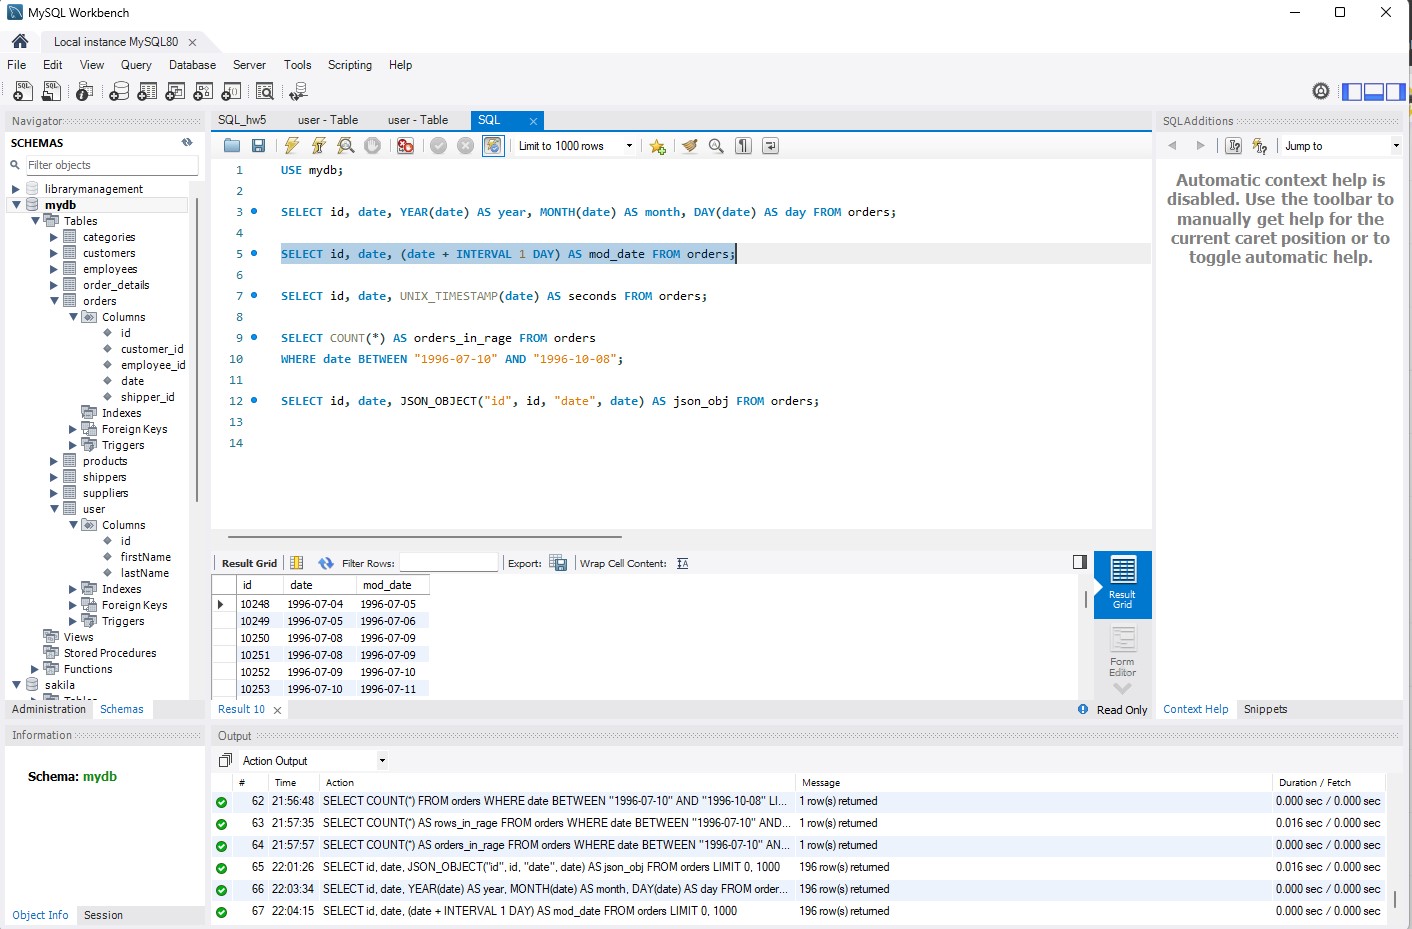 MySQL Workbench
Local instance MySQL80
File Edit View Query Database Server Tools Scripting Help
Navigator
SCHEMAS
Filter objects
librarymanagement
mydb
Tables
categories
customers
employees
order_details
orders
Columns
id
customer_id
employee_id
date
shipper_id
Indexes
Foreign Keys
Triggers
products
shippers
suppliers
user
Columns
id
firstName
lastName
Indexes
Foreign Keys
Triggers
Views
Stored Procedures
Functions
sakila
Administration Schemas
Information
Schema: mydb
Object Info Session
SQL_hw5 user - Table user - Table SQL
Limit to 1000 rows
1 USE mydb;
2
3 SELECT id, date, YEAR(date) AS year, MONTH(date) AS month, DAY(date) AS day FROM orders;
4
5 SELECT id, date, (date + INTERVAL 1 DAY) AS mod_date FROM orders;
6
7 SELECT id, date, UNIX_TIMESTAMP(date) AS seconds FROM orders;
8
9 SELECT COUNT(*) AS orders_in_rage FROM orders
10 WHERE date BETWEEN "1996-07-10" AND "1996-10-08";
11
12 SELECT id, date, JSON_OBJECT("id", id, "date", date) AS json_obj FROM orders;
13
14
Result Grid Filter Rows: Export: Wrap Cell Content:
id date mod_date
10248 1996-07-04 1996-07-05
10249 1996-07-05 1996-07-06
10250 1996-07-08 1996-07-09
10251 1996-07-08 1996-07-09
10252 1996-07-09 1996-07-10
10253 1996-07-10 1996-07-11
Result
Grid
Form
Editor
Result 10
Read Only
SQLAdditions
Jump to
Automatic context help is
disabled. Use the toolbar to
manually get help for the
current caret position or to
toggle automatic help.
Context Help Snippets
Output
Action Output
# Time Action Message Duration / Fetch
62 21:56:48 SELECT COUNT(*) FROM orders WHERE date BETWEEN "1996-07-10" AND "1996-10-08" LI... 1 row(s) returned 0.000 sec / 0.000 sec
63 21:57:35 SELECT COUNT(*) AS rows_in_rage FROM orders WHERE date BETWEEN "1996-07-10" AND... 1 row(s) returned 0.016 sec / 0.000 sec
64 21:57:57 SELECT COUNT(*) AS orders_in_rage FROM orders WHERE date BETWEEN "1996-07-10" AN... 1 row(s) returned 0.000 sec / 0.000 sec
65 22:01:26 SELECT id, date, JSON_OBJECT("id", id, "date", date) AS json_obj FROM orders LIMIT 0, 1000 196 row(s) returned 0.016 sec / 0.000 sec
66 22:03:34 SELECT id, date, YEAR(date) AS year, MONTH(date) AS month, DAY(date) AS day FROM order... 196 row(s) returned 0.000 sec / 0.000 sec
67 22:04:15 SELECT id, date, (date + INTERVAL 1 DAY) AS mod_date FROM orders LIMIT 0, 1000 196 row(s) returned 0.000 sec / 0.000 sec